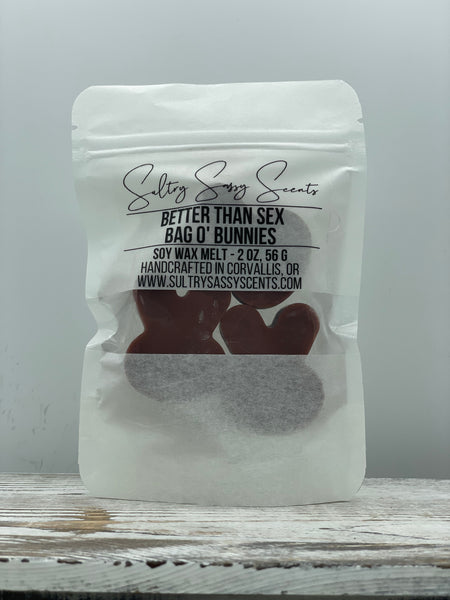 Sultry Sassy Scents
BETTER THAN SEX
BAG O' BUNNIES
SOY WAX MELT - 2 OZ, 56 G
HANDCRAFTED IN CORVALLIS, OR
WWW.SULTRYSASSYSCENTS.COM